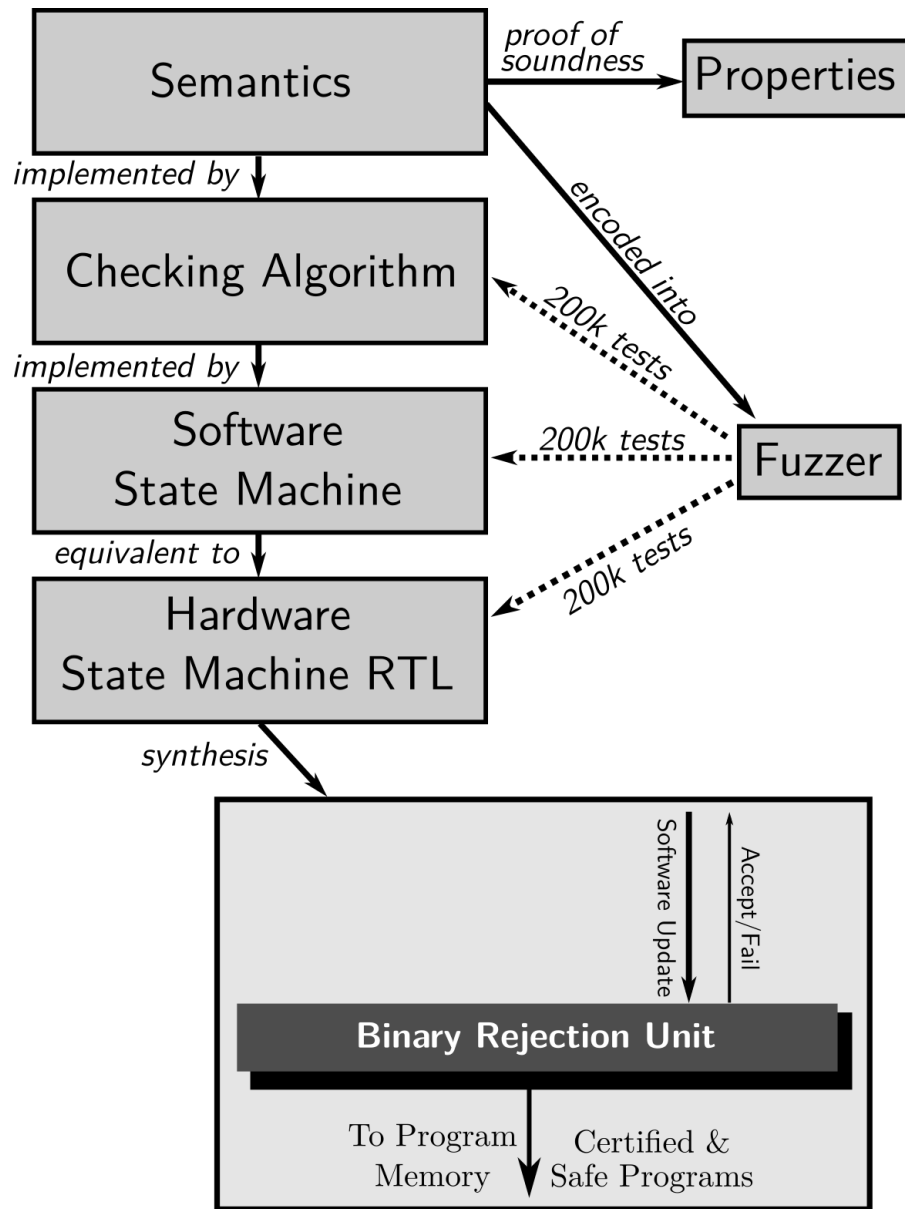 proof of
soundness
Semantics
Properties
implemented by
encoded into
Checking Algorithm
200k tests
implemented by
Software
State Machine
200k tests
Fuzzer
equivalent to
200k tests
Hardware
State Machine RTL
synthesis
Software Update
Accept/Fail
Binary Rejection Unit
To Program
Memory
Certified &
Safe Programs